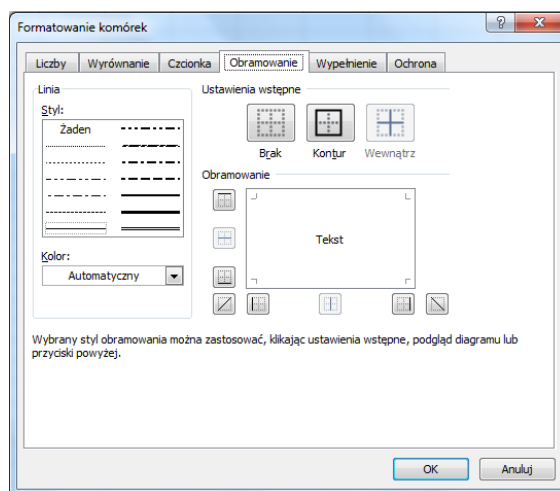 Formatowanie komórek
Liczby Wyrównanie Czcionka Obramowanie Wypełnienie Ochrona
Linia
Styl:
Żaden
Kolor:
Automatyczny
Ustawienia wstępne
Brak Kontur Wewnątrz
Obramowanie
Tekst
Wybrany styl obramowania można zastosować, klikając ustawienia wstępne, podgląd diagramu lub
przyciski powyżej.
OK Anuluj